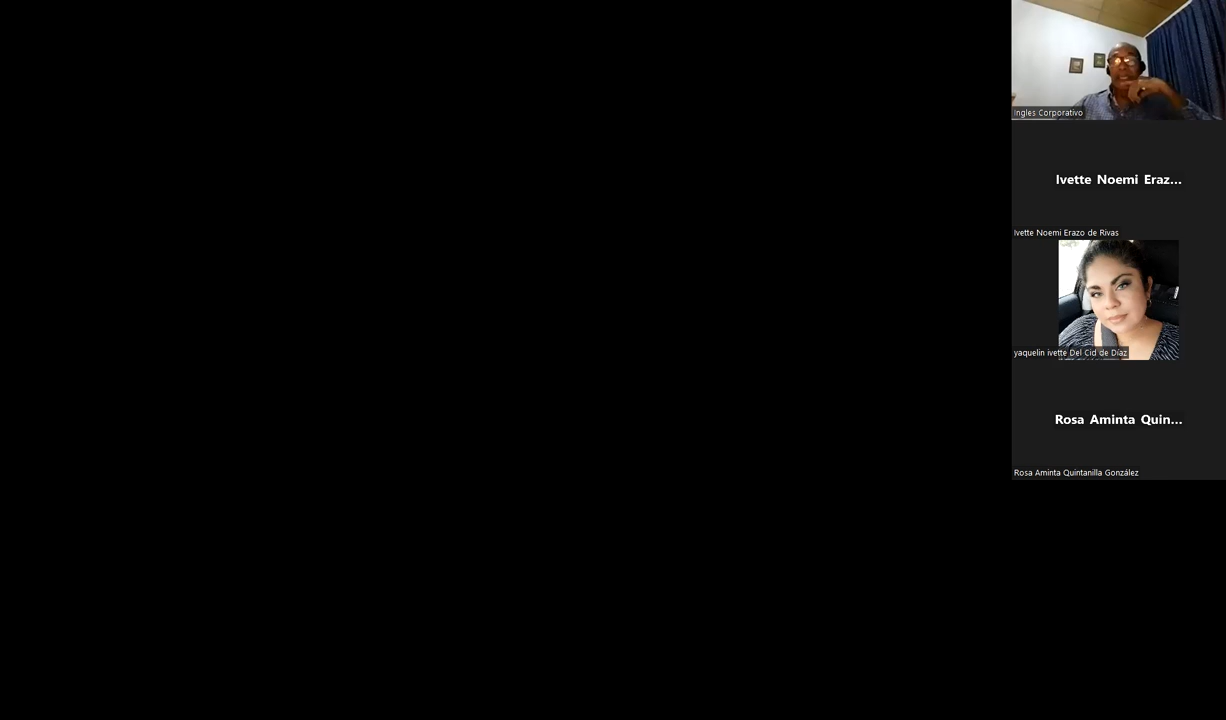 Ingles Corporativo
Ivette Noemi Eraz...
Ivette Noemi Erazo de Rivas
yaquelin ivette Del Cid de Díaz
Rosa Aminta Quin...
Rosa Aminta Quintanilla González